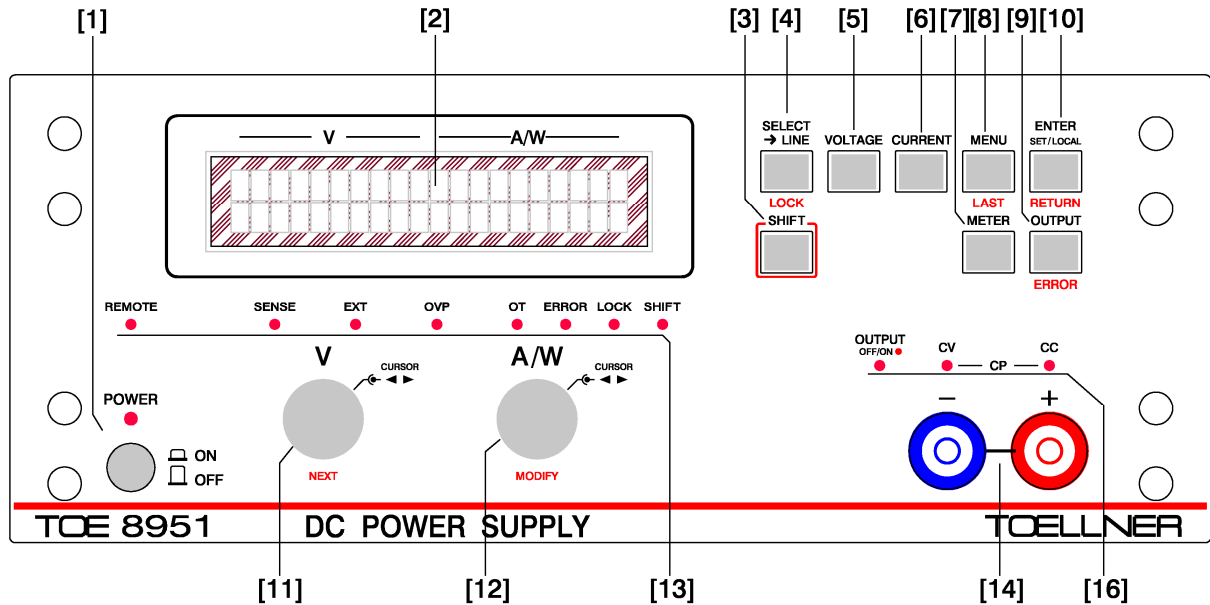 [1] [2] [3] [4] [5] [6] [7] [8] [9] [10]
V A/W
SELECT
→ LINE
VOLTAGE
CURRENT
MENU
ENTER
SET/LOCAL
LOCK
LAST
RETURN
SHIFT
METER
OUTPUT
ERROR
REMOTE SENSE EXT OVP OT ERROR LOCK SHIFT
V
CURSOR
◀ ▶
A/W
CURSOR
◀ ▶
OUTPUT
OFF/ON
CV CP CC
− +
POWER
ON
OFF
NEXT
MODIFY
TOE 8951 DC POWER SUPPLY TOELLNER
[11] [12] [13] [14] [16]